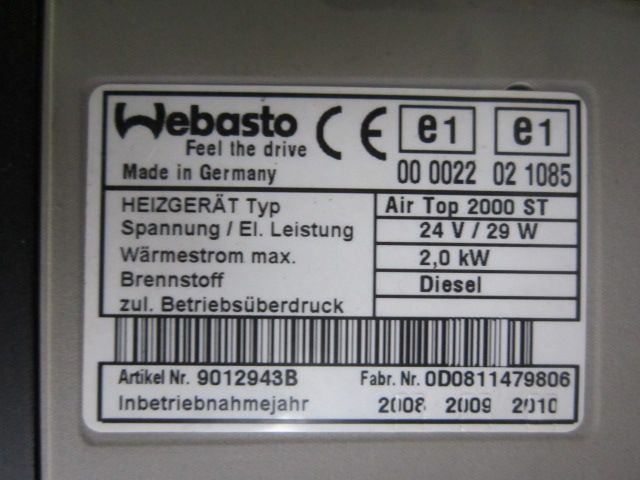 Webasto
Feel the drive
Made in Germany
CE
e1 e1
00 0022 02 1085
HEIZGERÄT Typ Air Top 2000 ST
Spannung / El. Leistung 24 V / 29 W
Wärmestrom max. 2,0 kW
Brennstoff Diesel
zul. Betriebsüberdruck
Artikel Nr. 9012943B Fabr. Nr. 0D0811479806
Inbetriebnahmejahr 2008 2009 2010